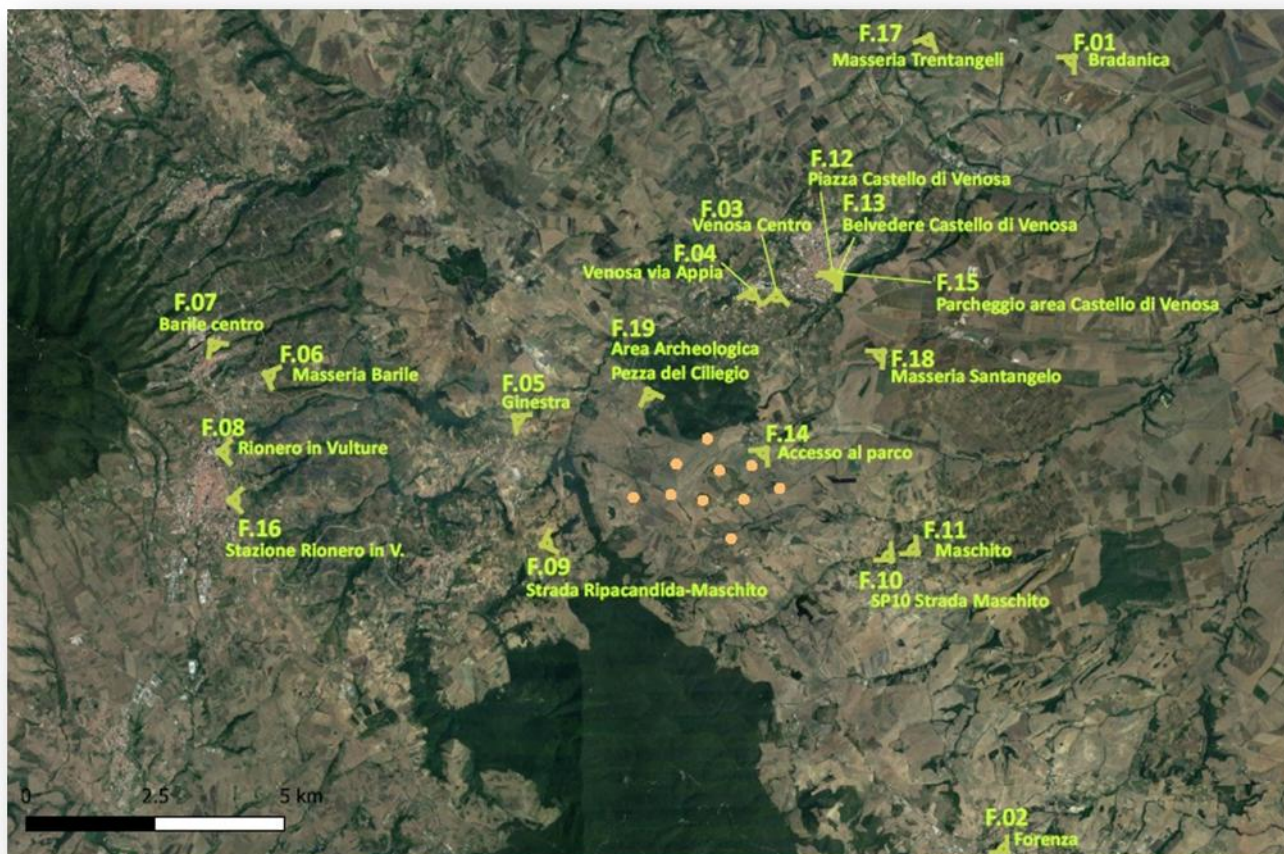 F.17
Masseria Trentangeli
F.01
Bradanica
F.12
Piazza Castello di Venosa
F.13
Belvedere Castello di Venosa
F.03
Venosa Centro
F.04
Venosa via Appia
F.15
Parcheggio area Castello di Venosa
F.07
Barile centro
F.06
Masseria Barile
F.19
Area Archeologica
Pezza del Ciliegio
F.18
Masseria Santangelo
F.05
Ginestra
F.08
Rionero in Vulture
F.14
Accesso al parco
F.16
Stazione Rionero in V.
F.09
Strada Ripacandida-Maschito
F.11
Maschito
F.10
SP10 Strada Maschito
0 2.5 5 km
F.02
Forenza